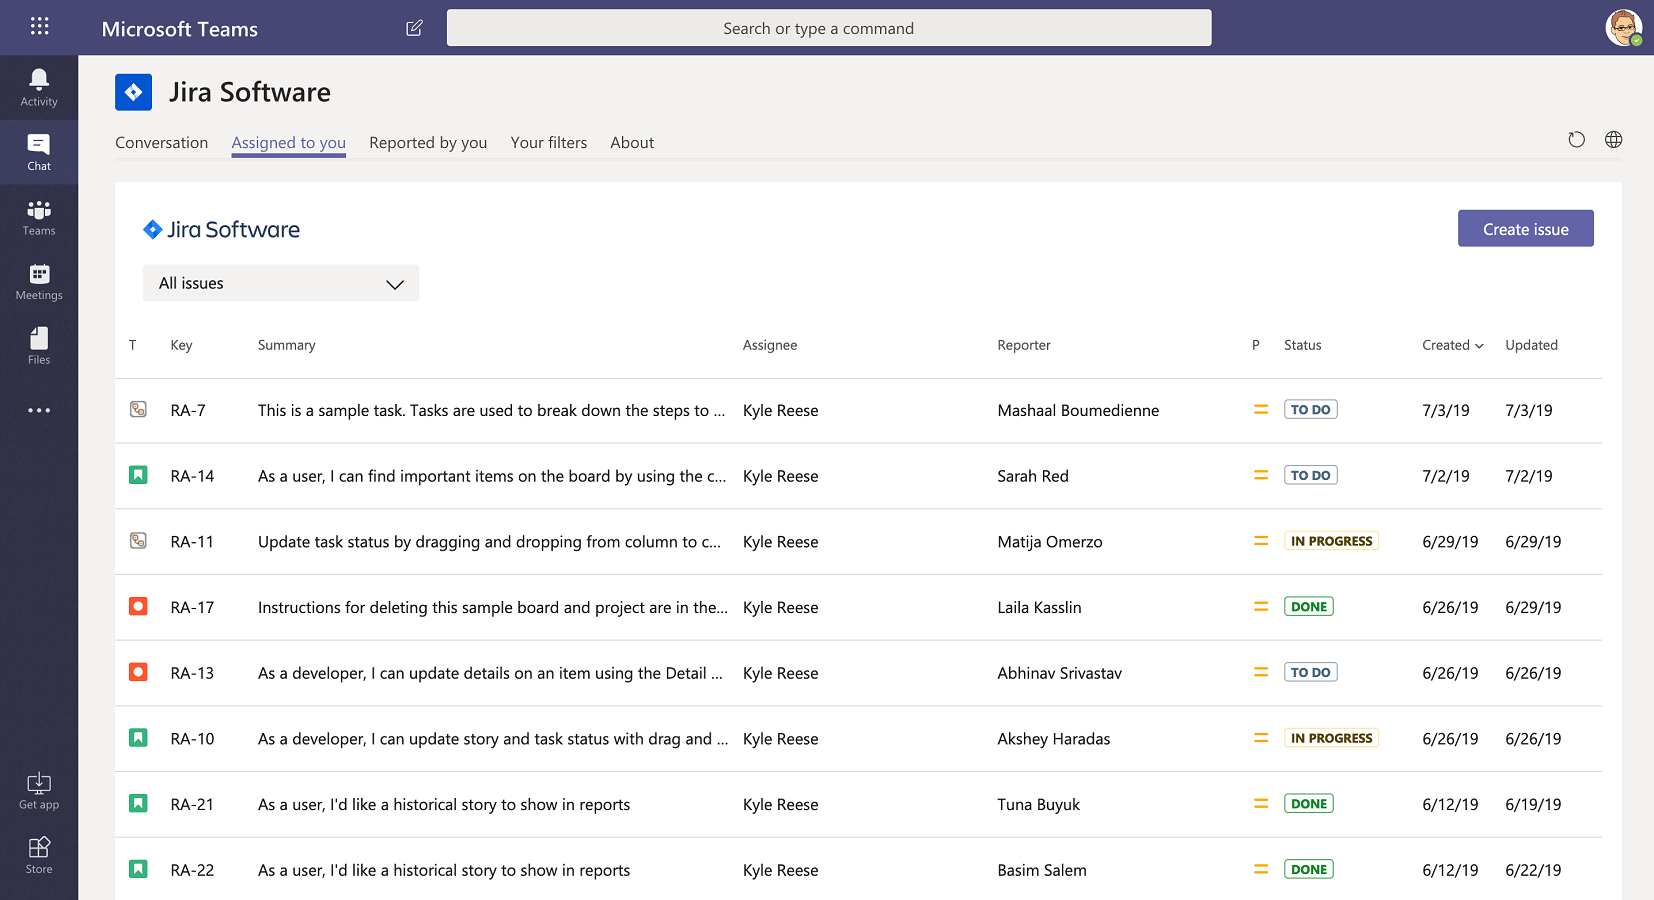 Microsoft Teams
Search or type a command
Activity
Chat
Teams
Meetings
Files
Get app
Store
Jira Software
Conversation Assigned to you Reported by you Your filters About
Jira Software
Create issue
All issues
T Key Summary Assignee Reporter P Status Created Updated
RA-7 This is a sample task. Tasks are used to break down the steps to ... Kyle Reese Mashaal Boumedienne TO DO 7/3/19 7/3/19
RA-14 As a user, I can find important items on the board by using the c... Kyle Reese Sarah Red TO DO 7/2/19 7/2/19
RA-11 Update task status by dragging and dropping from column to c... Kyle Reese Matija Omerzo IN PROGRESS 6/29/19 6/29/19
RA-17 Instructions for deleting this sample board and project are in the... Kyle Reese Laila Kasslin DONE 6/26/19 6/29/19
RA-13 As a developer, I can update details on an item using the Detail ... Kyle Reese Abhinav Srivastav TO DO 6/26/19 6/26/19
RA-10 As a developer, I can update story and task status with drag and ... Kyle Reese Akshey Haradas IN PROGRESS 6/26/19 6/26/19
RA-21 As a user, I'd like a historical story to show in reports Kyle Reese Tuna Buyuk DONE 6/12/19 6/19/19
RA-22 As a user, I'd like a historical story to show in reports Kyle Reese Basim Salem DONE 6/12/19 6/22/19